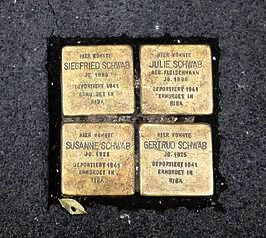 HIER WOHNTE
SIEGFRIED SCHWAB
JG.
DEPORTIERT 1941
ERMORDET IN
RIGA
HIER WOHNTE
JULIE SCHWAB
GEB. FLEISCHMANN
JG.
DEPORTIERT 1941
ERMORDET IN
RIGA
HIER WOHNTE
SUSANNE SCHWAB
JG.
DEPORTIERT 1941
ERMORDET IN
RIGA
HIER WOHNTE
GERTRUD SCHWAB
JG. 1925
DEPORTIERT 1941
ERMORDET IN
RIGA